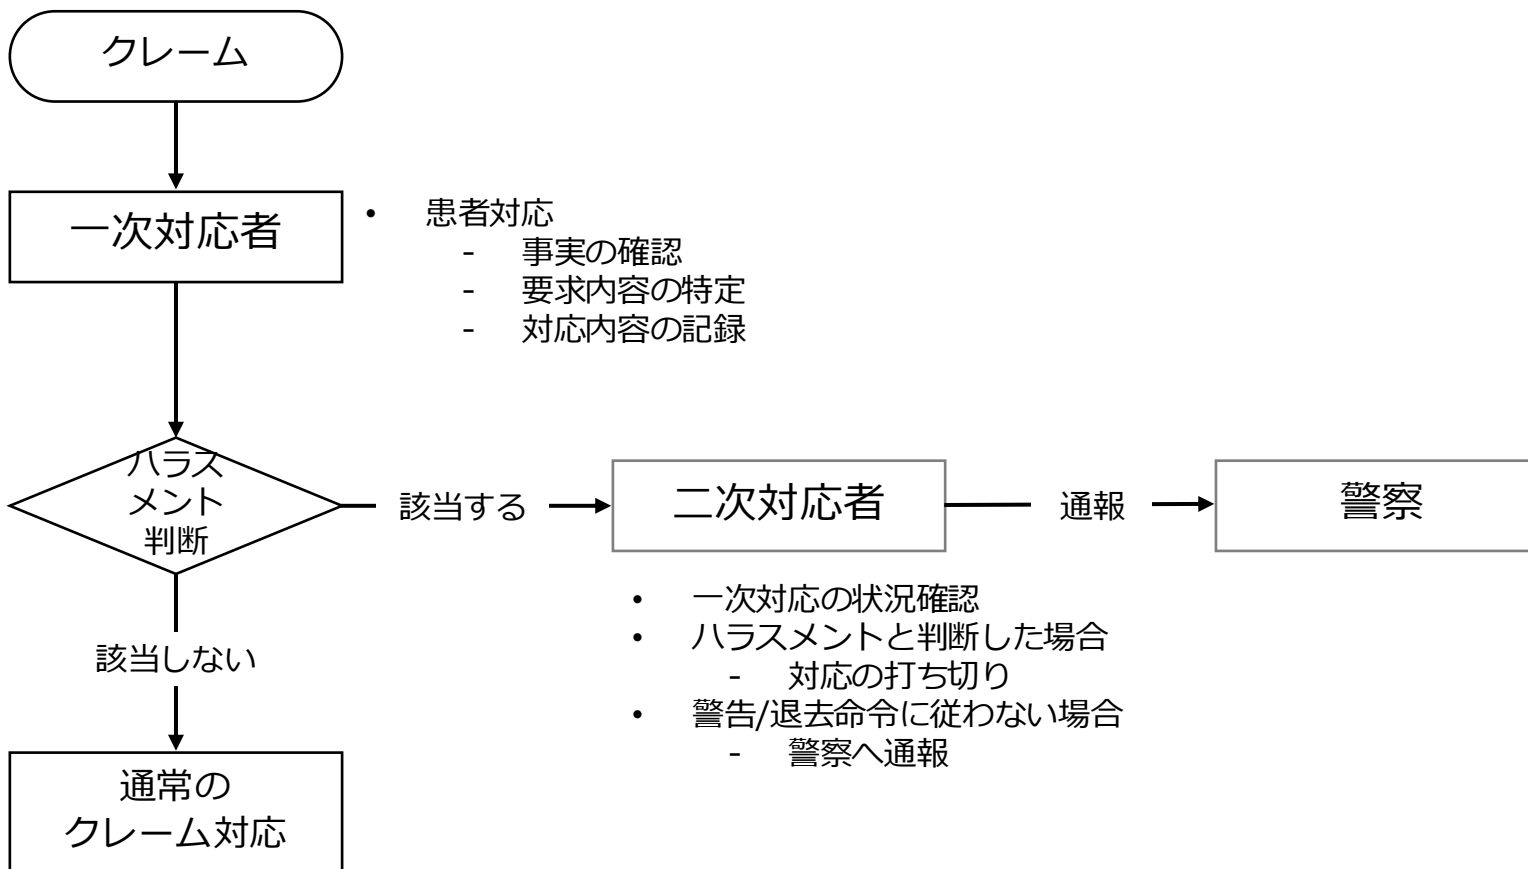 クレーム
一次対応者
• 患者対応
- 事実の確認
- 要求内容の特定
- 対応内容の記録
ハラス
メント
判断
該当する
二次対応者
通報
警察
• 一次対応の状況確認
• ハラスメントと判断した場合
- 対応の打ち切り
• 警告/退去命令に従わない場合
- 警察へ通報
該当しない
通常の
クレーム対応